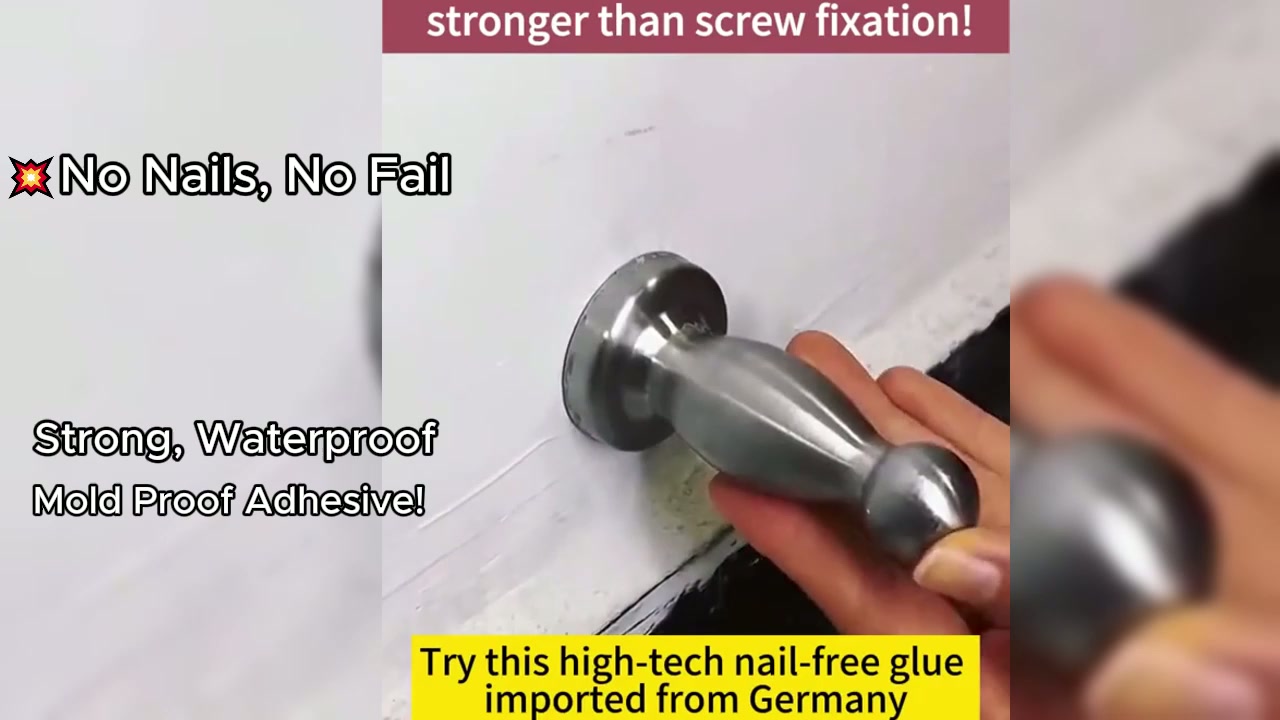 stronger than screw fixation!
💥No Nails, No Fail
Strong, Waterproof
Mold Proof Adhesive!
Try this high-tech nail-free glue
imported from Germany